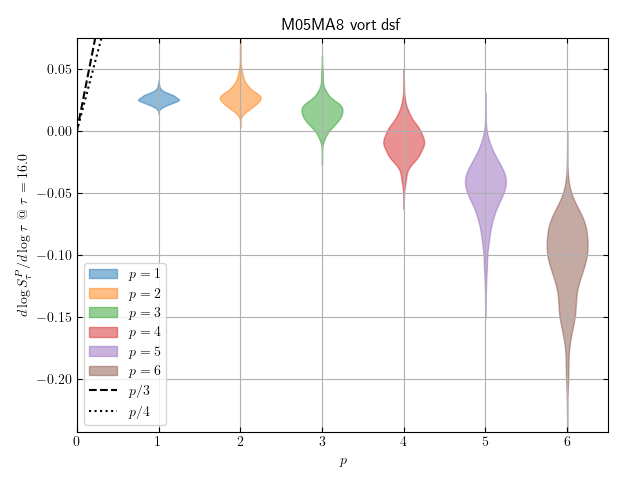 M05MA8 vort dsf
d log S_τ^P / d log τ @ τ = 16.0
0.05
0.00
−0.05
−0.10
−0.15
−0.20
p = 1
p = 2
p = 3
p = 4
p = 5
p = 6
p/3
p/4
0 1 2 3 4 5 6
p